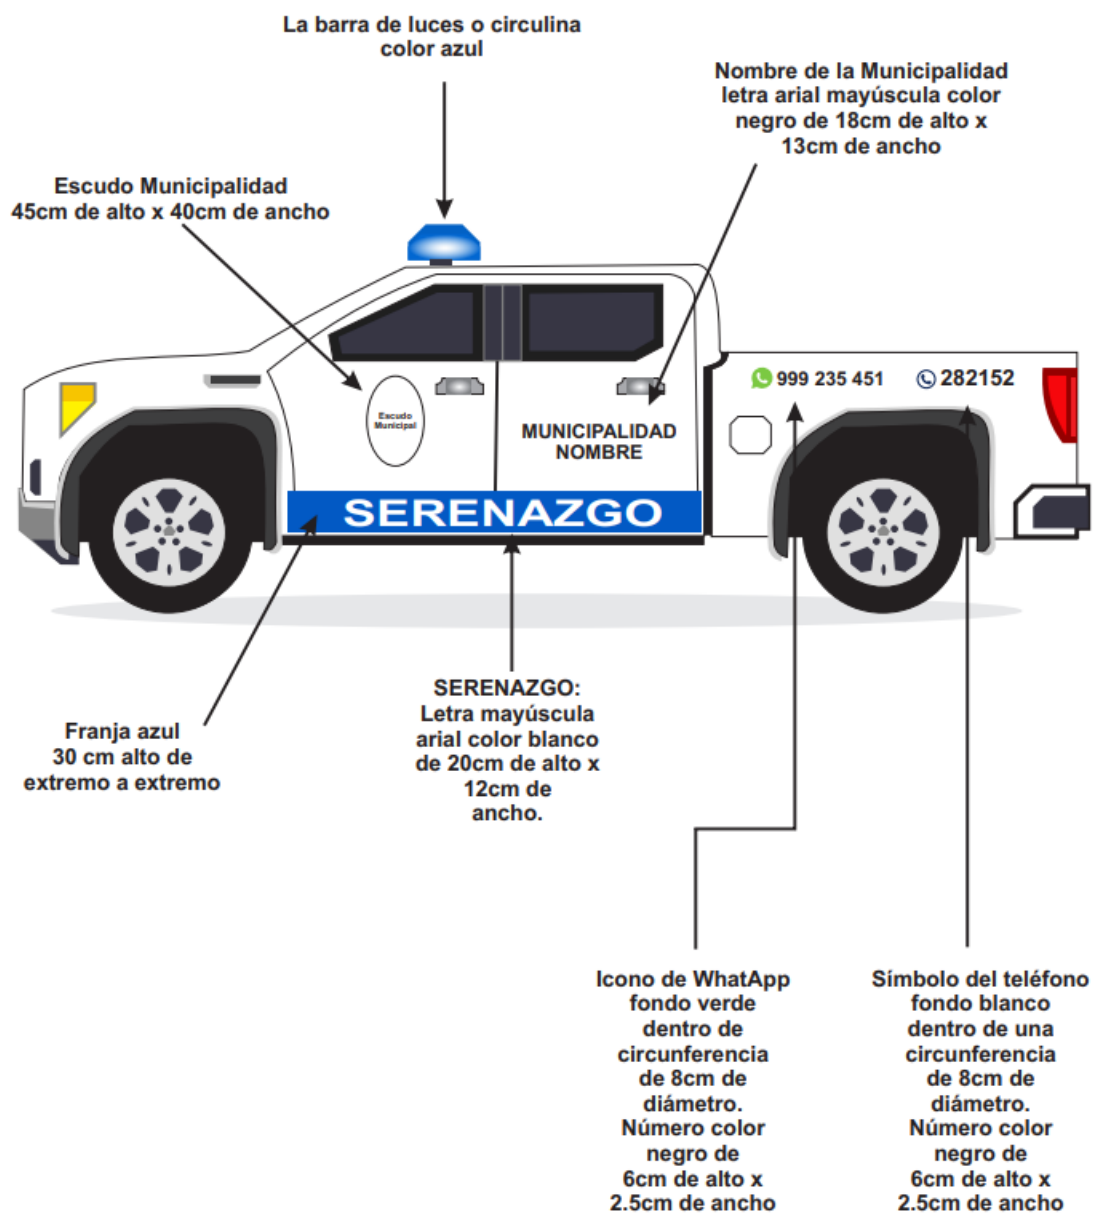 La barra de luces o circulina
color azul
Nombre de la Municipalidad
letra arial mayúscula color
negro de 18cm de alto x
13cm de ancho
Escudo Municipalidad
45cm de alto x 40cm de ancho
999 235 451
282152
Escudo
Municipal
MUNICIPALIDAD
NOMBRE
SERENAZGO
SERENAZGO:
Letra mayúscula
arial color blanco
de 20cm de alto x
12cm de
ancho.
Franja azul
30 cm alto de
extremo a extremo
Icono de WhatApp
fondo verde
dentro de
circunferencia
de 8cm de
diámetro.
Número color
negro de
6cm de alto x
2.5cm de ancho
Símbolo del teléfono
fondo blanco
dentro de una
circunferencia
de 8cm de
diámetro.
Número color
negro de
6cm de alto x
2.5cm de ancho